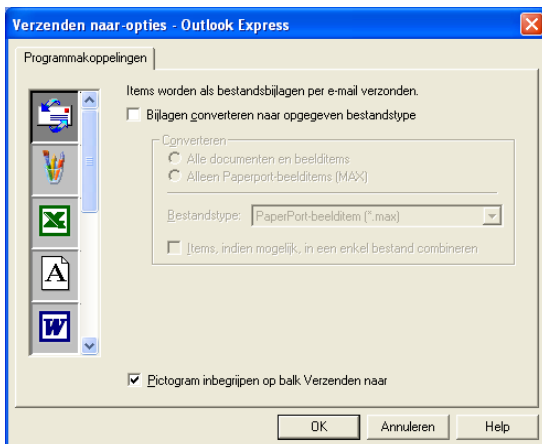 Verzenden naar-opties - Outlook Express
Programmakoppelingen
Items worden als bestandsbijlagen per e-mail verzonden.
Bijlagen converteren naar opgegeven bestandstype
Converteren
Alle documenten en beelditems
Alleen Paperport-beelditems (MAX)
Bestandstype: PaperPort-beelditem (*.max)
Items, indien mogelijk, in een enkel bestand combineren
A
W
Pictogram inbegrijpen op balk Verzenden naar
OK Annuleren Help